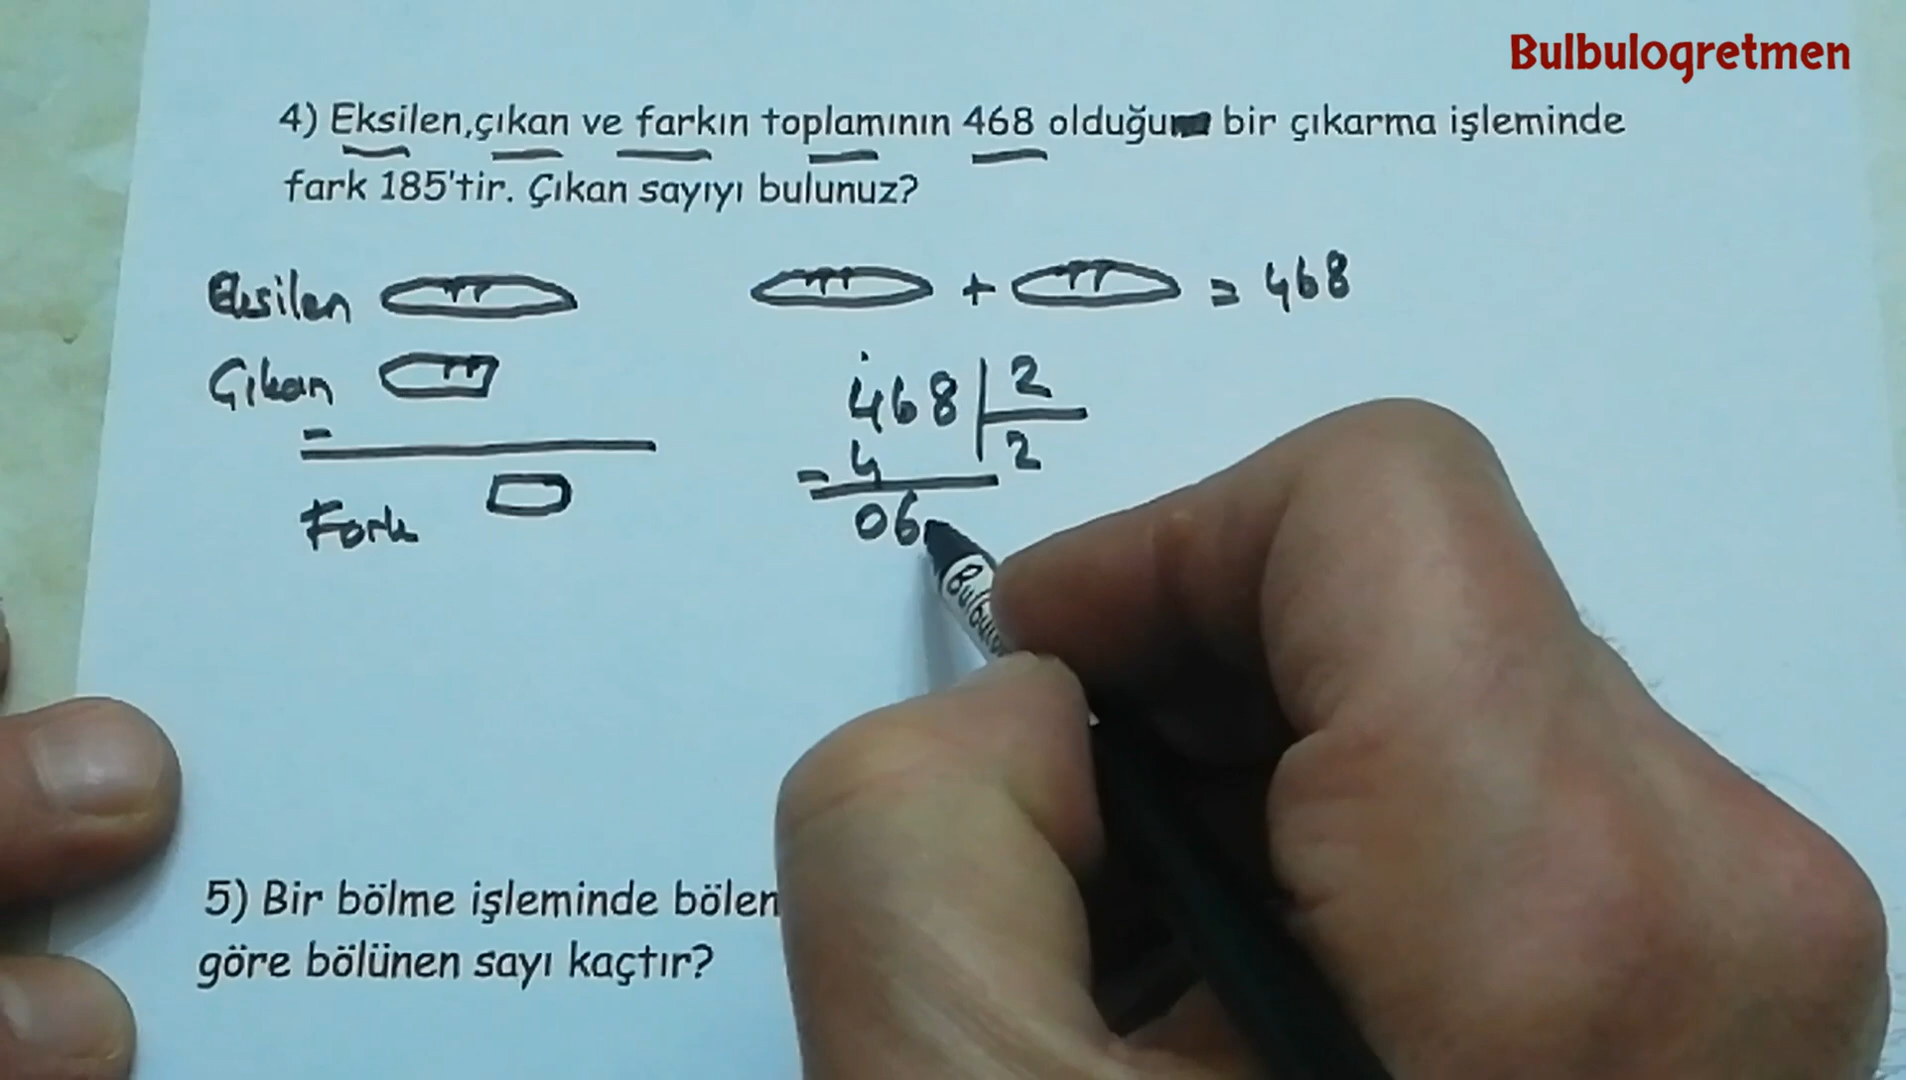 Bulbulogretmen
4) Eksilen,çıkan ve farkın toplamının 468 olduğu bir çıkarma işleminde
fark 185'tir. Çıkan sayıyı bulunuz?
Eksilen
+ = 468
Çıkan
468 2
-
- 4 2
Fark
06
Bulbulo
5) Bir bölme işleminde bölen
göre bölünen sayı kaçtır?